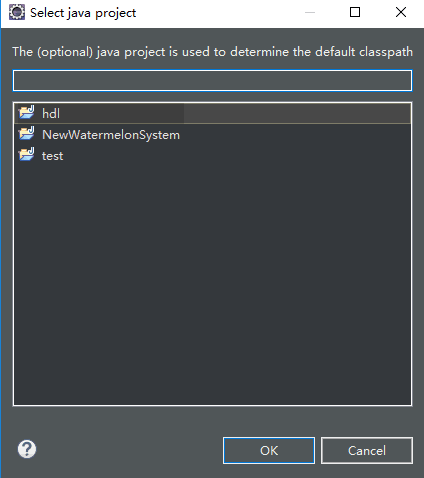 Select java project
The (optional) java project is used to determine the default classpath
hdl
NewWatermelonSystem
test
?
OK
Cancel